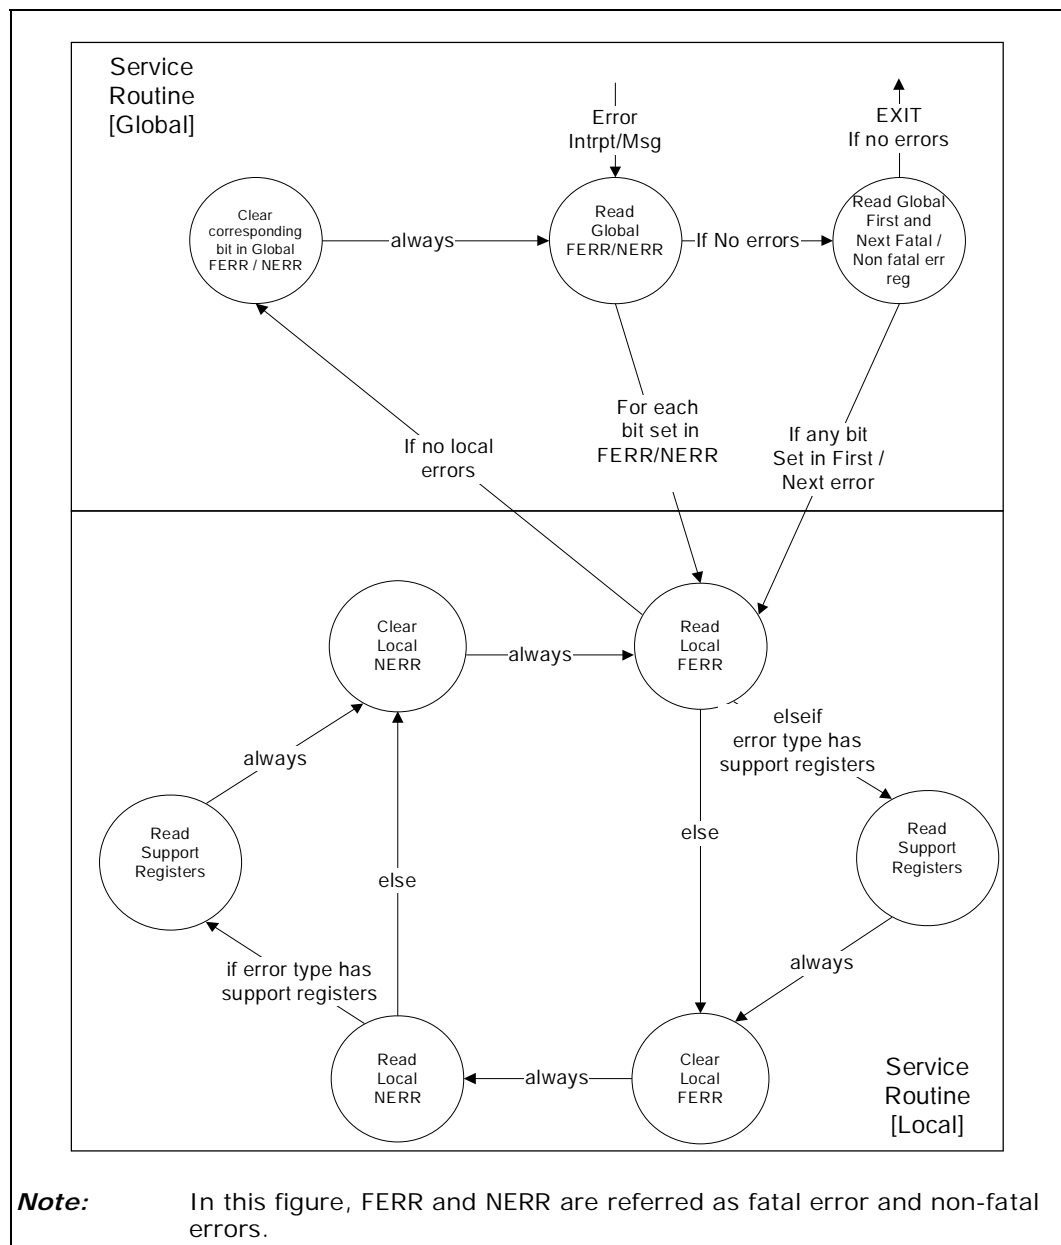 Service
Routine
[Global]
Error
Intrpt/Msg
EXIT
If no errors
Clear
corresponding
bit in Global
FERR / NERR
always
Read
Global
FERR/NERR
If No errors
Read Global
First and
Next Fatal /
Non fatal err
reg
If no local
errors
For each
bit set in
FERR/NERR
If any bit
Set in First /
Next error
Clear
Local
NERR
always
Read
Local
FERR
elseif
error type has
support registers
always
Read
Support
Registers
else
else
Read
Support
Registers
if error type has
support registers
always
Read
Local
NERR
always
Clear
Local
FERR
Service
Routine
[Local]
Note: In this figure, FERR and NERR are referred as fatal error and non-fatal
errors.